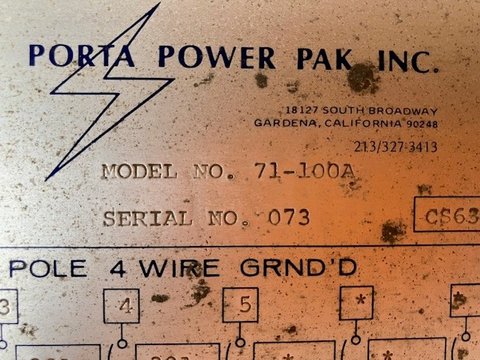 PORTA POWER PAK INC.
18127 SOUTH BROADWAY
GARDENA, CALIFORNIA 90248
213/327-3413
MODEL NO. 71-100A
SERIAL NO. 073
CS63
POLE 4 WIRE GRND'D
3 4 5 * *